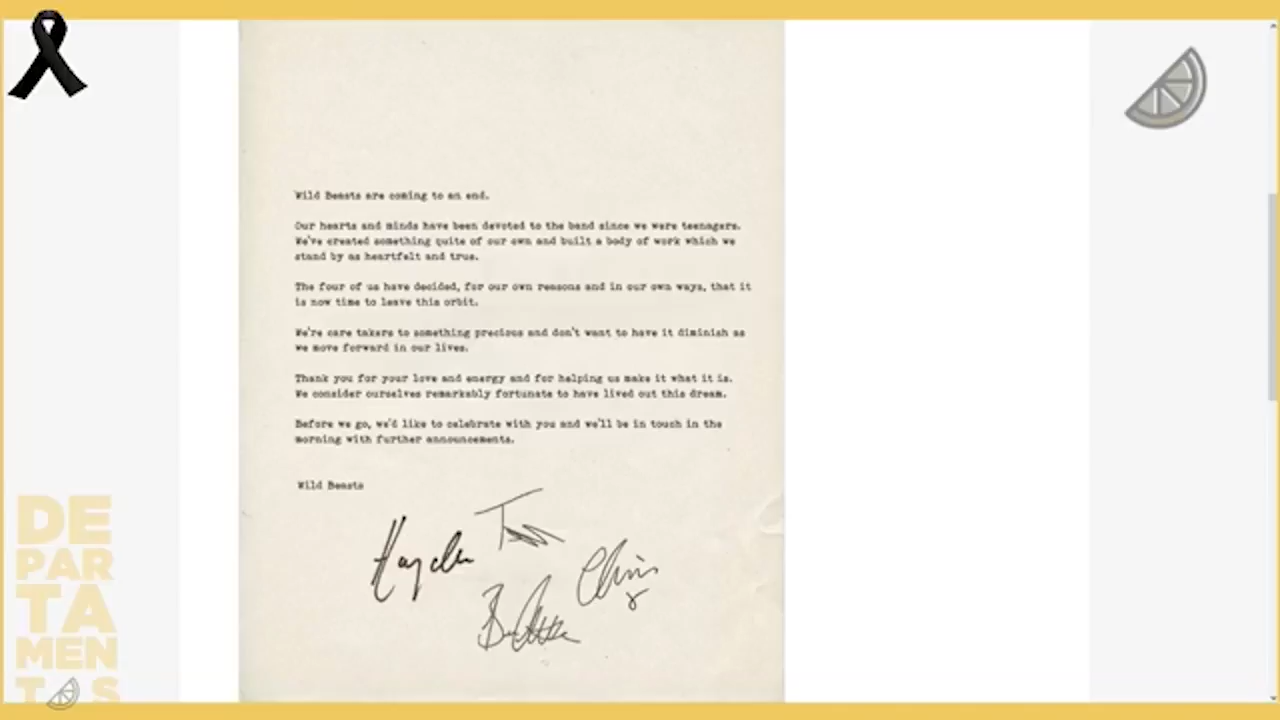 Wild Beasts are coming to an end.
Our hearts and minds have been devoted to the band since we were teenagers.
We've created something quite of our own and built a body of work which we
stand by as heartfelt and true.
The four of us have decided, for our own reasons and in our own ways, that it
is now time to leave this orbit.
We're care takers to something precious and don't want to have it diminish as
we move forward in our lives.
Thank you for your love and energy and for helping us make it what it is.
We consider ourselves remarkably fortunate to have lived out this dream.
Before we go, we'd like to celebrate with you and we'll be in touch in the
morning with further announcements.
Wild Beasts
Hayden
Tom
Chris
DE
PAR
TA
MEN
T S